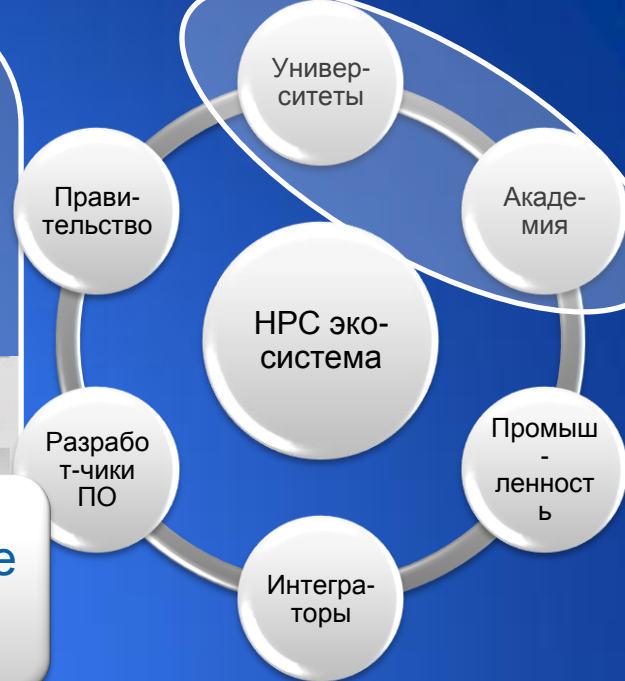 Универ-
ситеты
Прави-
тельство
Акаде-
мия
HPC эко-
система
Разрабо
т-чики
ПО
Промыш
-
ленност
ь
е
Интегра-
торы